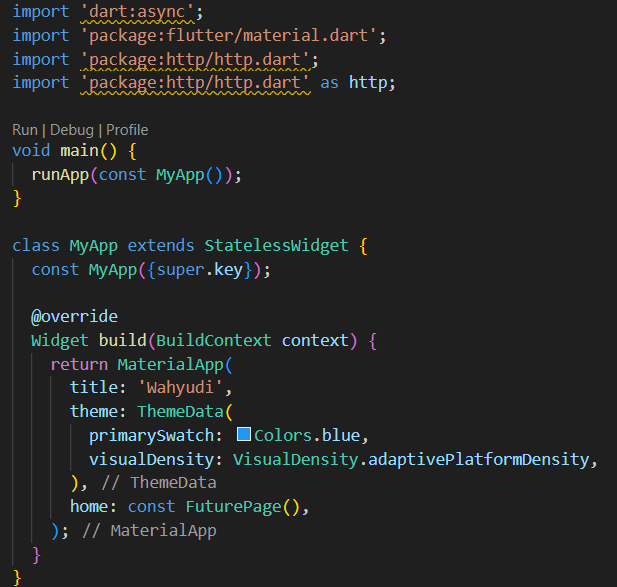 import 'dart:async';
import 'package:flutter/material.dart';
import 'package:http/http.dart';
import 'package:http/http.dart' as http;
Run | Debug | Profile
void main() {
  runApp(const MyApp());
}
class MyApp extends StatelessWidget {
  const MyApp({super.key});
  @override
  Widget build(BuildContext context) {
    return MaterialApp(
      title: 'Wahyudi',
      theme: ThemeData(
        primarySwatch: Colors.blue,
        visualDensity: VisualDensity.adaptivePlatformDensity,
      ), // ThemeData
      home: const FuturePage(),
    ); // MaterialApp
  }
}